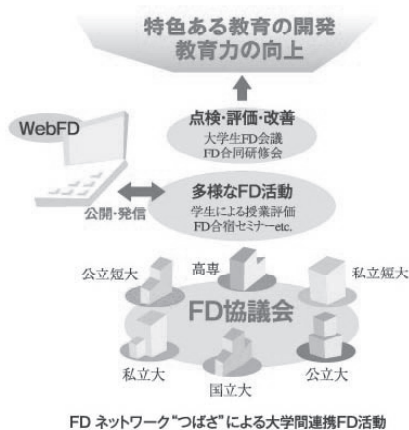 特色ある教育の開発
教育力の向上
点検・評価・改善
大学生FD会議
FD合同研修会
WebFD
多様なFD活動
学生による授業評価
FD合宿セミナーetc.
公開・発信
公立短大
高専
私立短大
FD協議会
私立大
国立大
公立大
FD ネットワーク“つばさ”による大学間連携FD活動